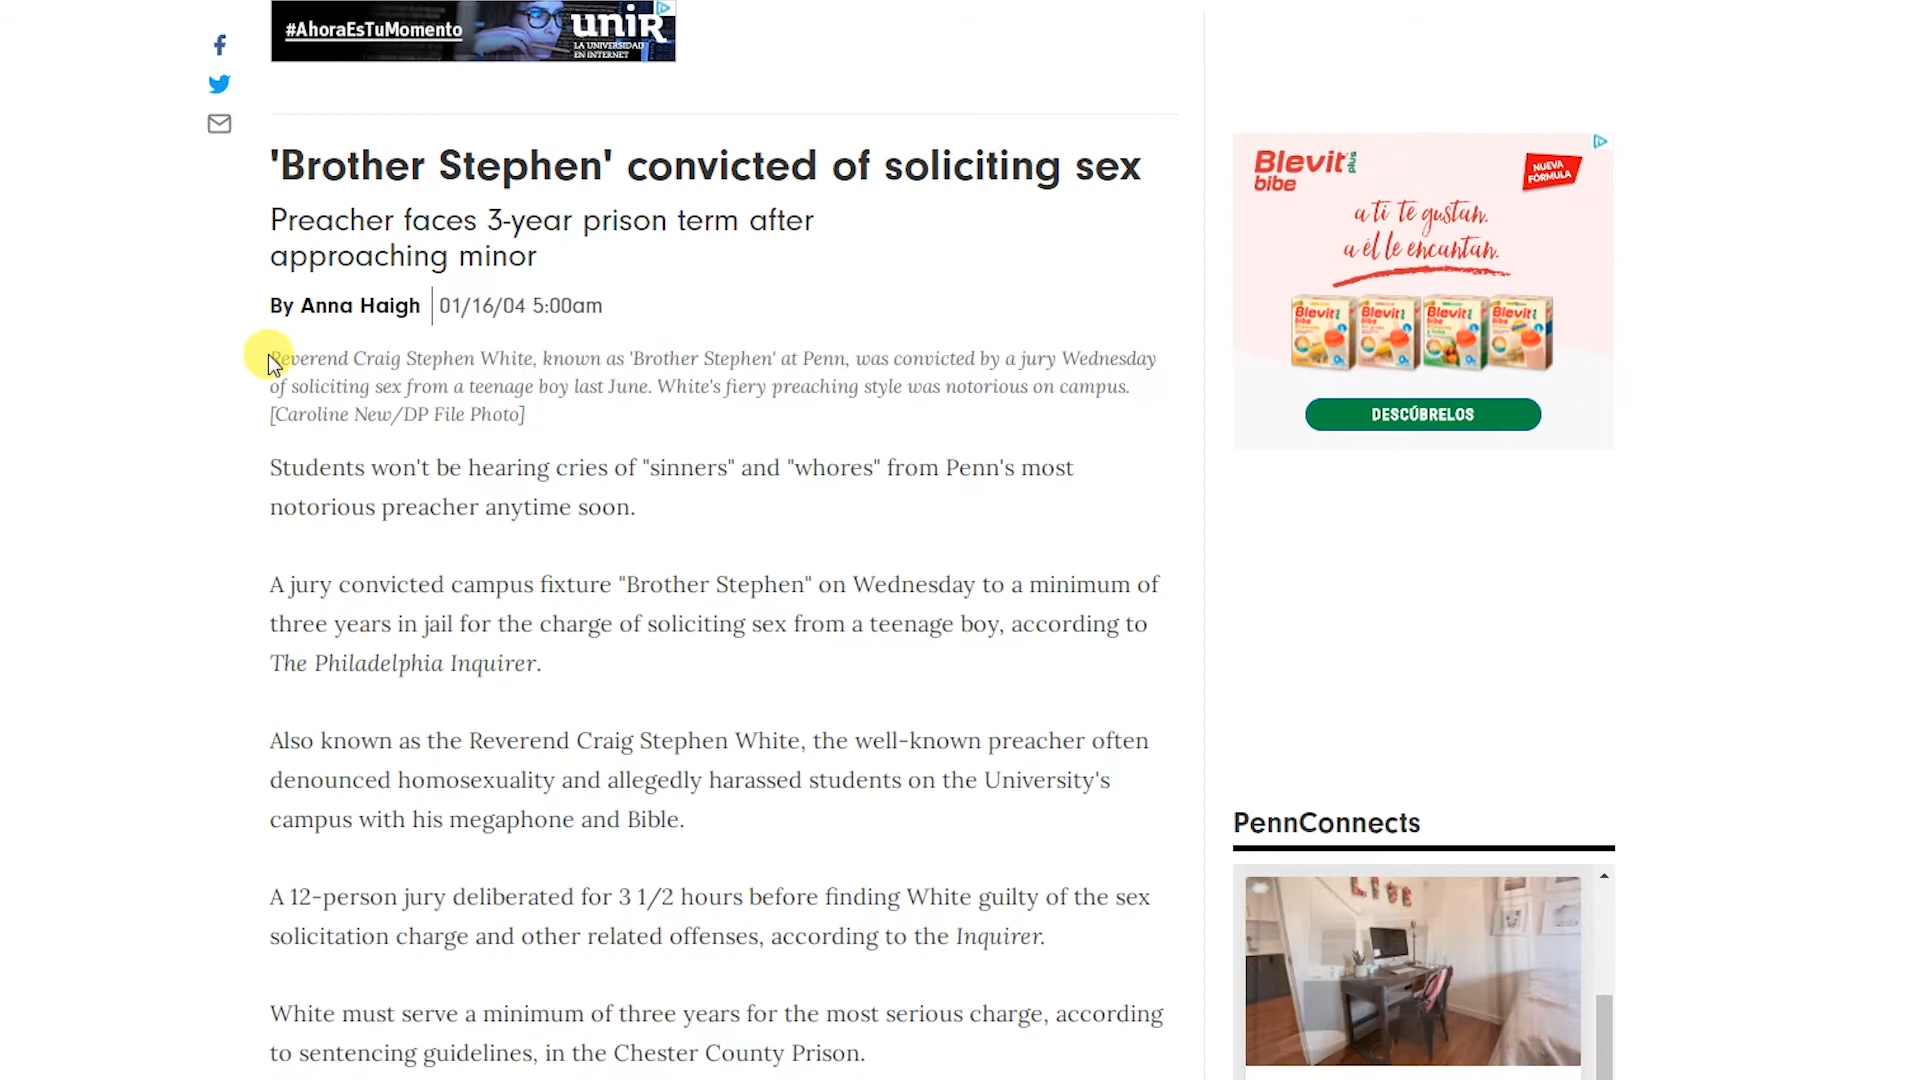 #AhoraEsTuMomento
unir
LA UNIVERSIDAD
EN INTERNET
'Brother Stephen' convicted of soliciting sex
Preacher faces 3-year prison term after
approaching minor
By Anna Haigh 01/16/04 5:00am
Reverend Craig Stephen White, known as 'Brother Stephen' at Penn, was convicted by a jury Wednesday
of soliciting sex from a teenage boy last June. White's fiery preaching style was notorious on campus.
[Caroline New/DP File Photo]
Students won't be hearing cries of "sinners" and "whores" from Penn's most
notorious preacher anytime soon.
A jury convicted campus fixture "Brother Stephen" on Wednesday to a minimum of
three years in jail for the charge of soliciting sex from a teenage boy, according to
The Philadelphia Inquirer.
Also known as the Reverend Craig Stephen White, the well-known preacher often
denounced homosexuality and allegedly harassed students on the University's
campus with his megaphone and Bible.
A 12-person jury deliberated for 3 1/2 hours before finding White guilty of the sex
solicitation charge and other related offenses, according to the Inquirer.
White must serve a minimum of three years for the most serious charge, according
to sentencing guidelines, in the Chester County Prison.
Blevit plus
bibe
NUEVA
FÓRMULA
a ti te gustan.
a él le encantan.
Blevit Blevit Blevit Blevit
bibe bibe bibe bibe
DESCÚBRELOS
PennConnects
LIVE